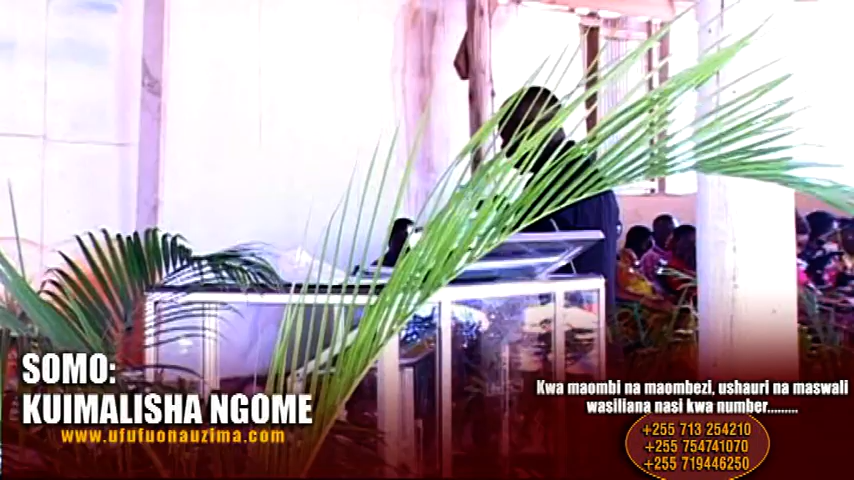 SOMO:
KUIMALISHA NGOME
www.ufufuonauzima.com
Kwa maombi na maombezi, ushauri na maswali
wasiliana nasi kwa number.........
+255 713 254210
+255 754741070
+255 719446250